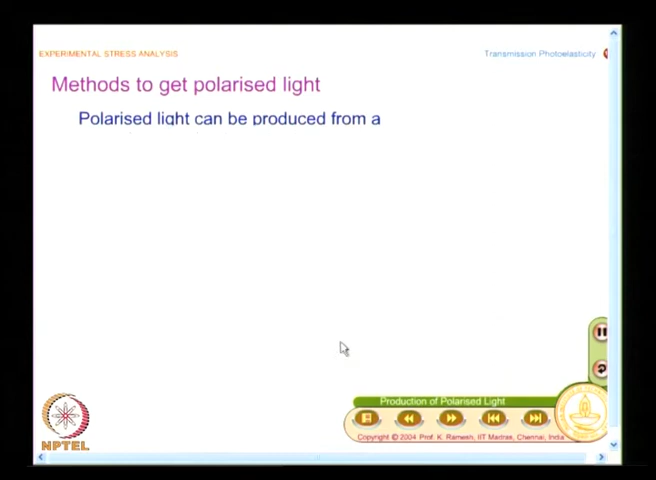 EXPERIMENTAL STRESS ANALYSIS
Transmission Photoelasticity
Methods to get polarised light
Polarised light can be produced from a
Production of Polarised Light
NPTEL
Copyright © 2004 Prof. K. Ramesh, IIT Madras, Chennai, India